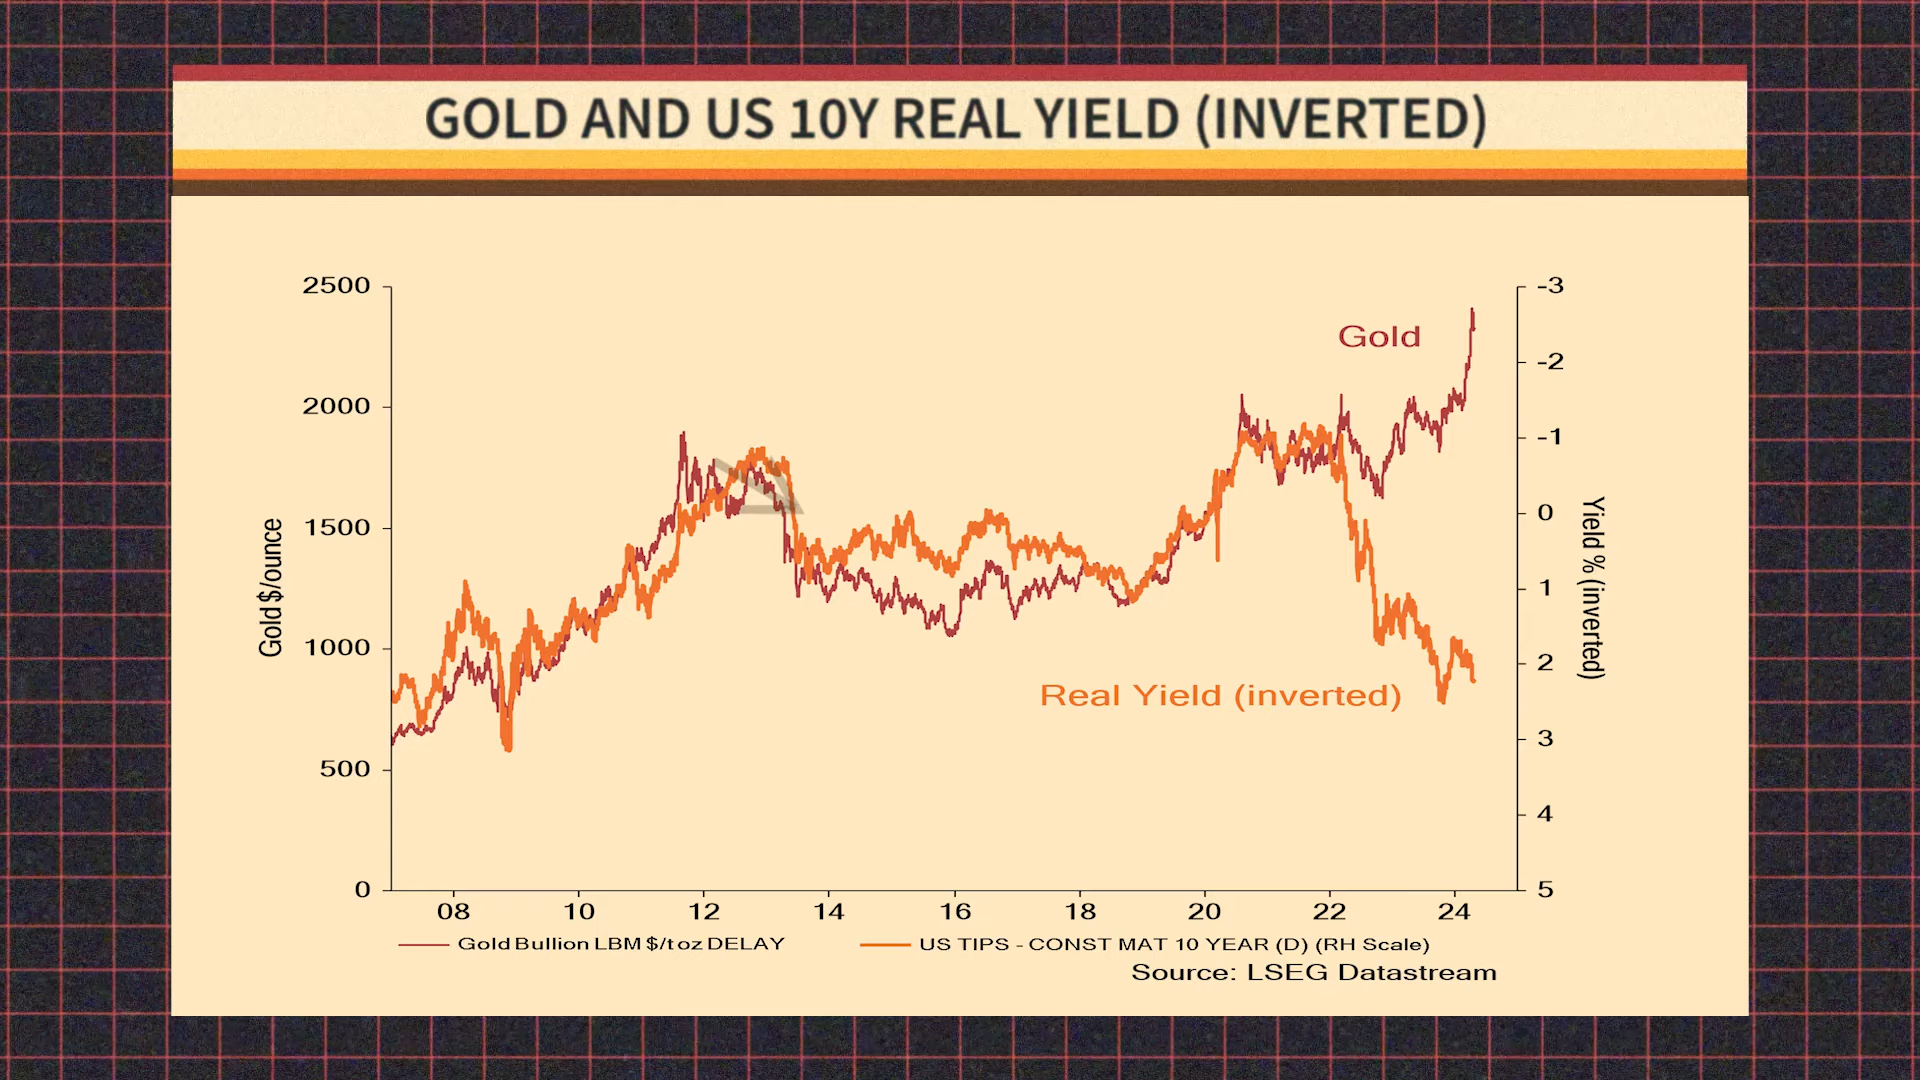 GOLD AND US 10Y REAL YIELD (INVERTED)
2500
2000
1500
1000
500
0
Gold $/ounce
-3
-2
-1
0
1
2
3
4
5
Yield % (inverted)
Gold
Real Yield (inverted)
08 10 12 14 16 18 20 22 24
Gold Bullion LBM $/t oz DELAY
US TIPS - CONST MAT 10 YEAR (D) (RH Scale)
Source: LSEG Datastream